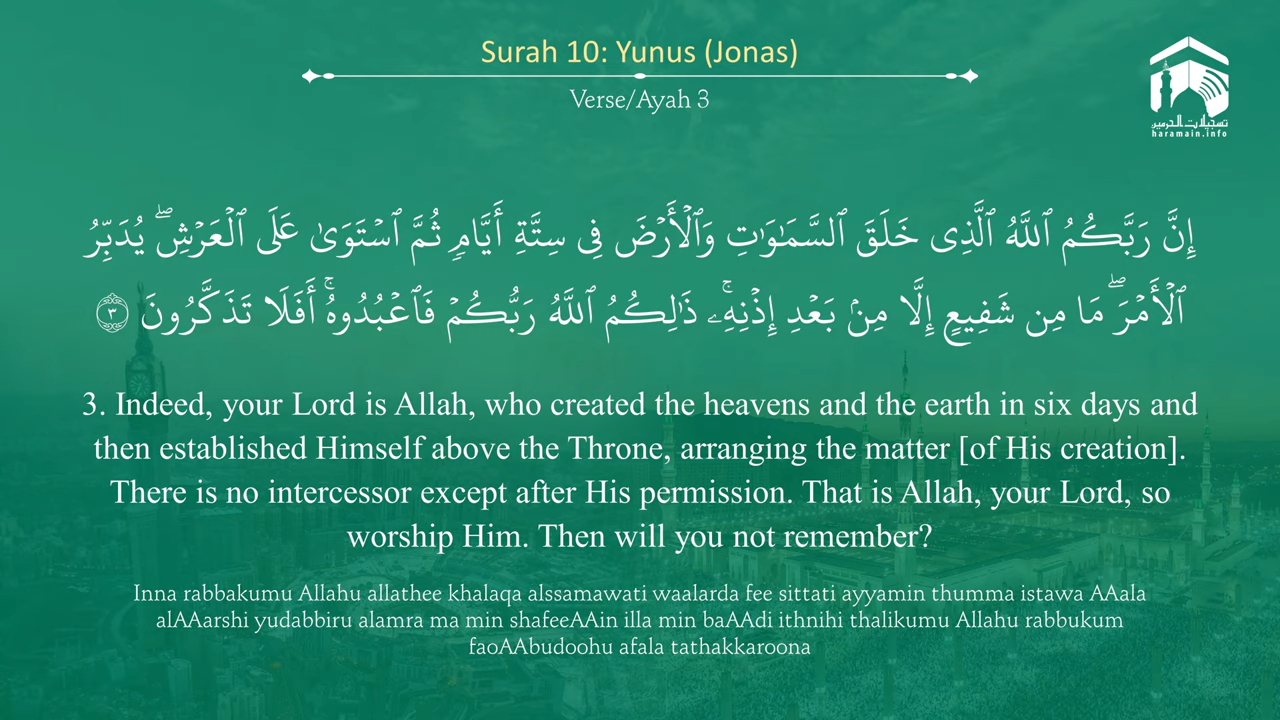 Surah 10: Yunus (Jonas)
Verse/Ayah 3
تسجيلات الحرمين
haramain.info
إِنَّ رَبَّكُمُ ٱللَّهُ ٱلَّذِى خَلَقَ ٱلسَّمَـٰوَٰتِ وَٱلْأَرْضَ فِى سِتَّةِ أَيَّامٍ ثُمَّ ٱسْتَوَىٰ عَلَى ٱلْعَرْشِ ۖ يُدَبِّرُ
ٱلْأَمْرَ ۖ مَا مِن شَفِيعٍ إِلَّا مِنۢ بَعْدِ إِذْنِهِۦ ۚ ذَٰلِكُمُ ٱللَّهُ رَبُّكُمْ فَٱعْبُدُوهُ ۚ أَفَلَا تَذَكَّرُونَ ٣
3. Indeed, your Lord is Allah, who created the heavens and the earth in six days and
then established Himself above the Throne, arranging the matter [of His creation].
There is no intercessor except after His permission. That is Allah, your Lord, so
worship Him. Then will you not remember?
Inna rabbakumu Allahu allathee khalaqa alssamawati waalarda fee sittati ayyamin thumma istawa AAala
alAAarshi yudabbiru alamra ma min shafeeAAin illa min baAAdi ithnihi thalikumu Allahu rabbukum
faoAAbudoohu afala tathakkaroona